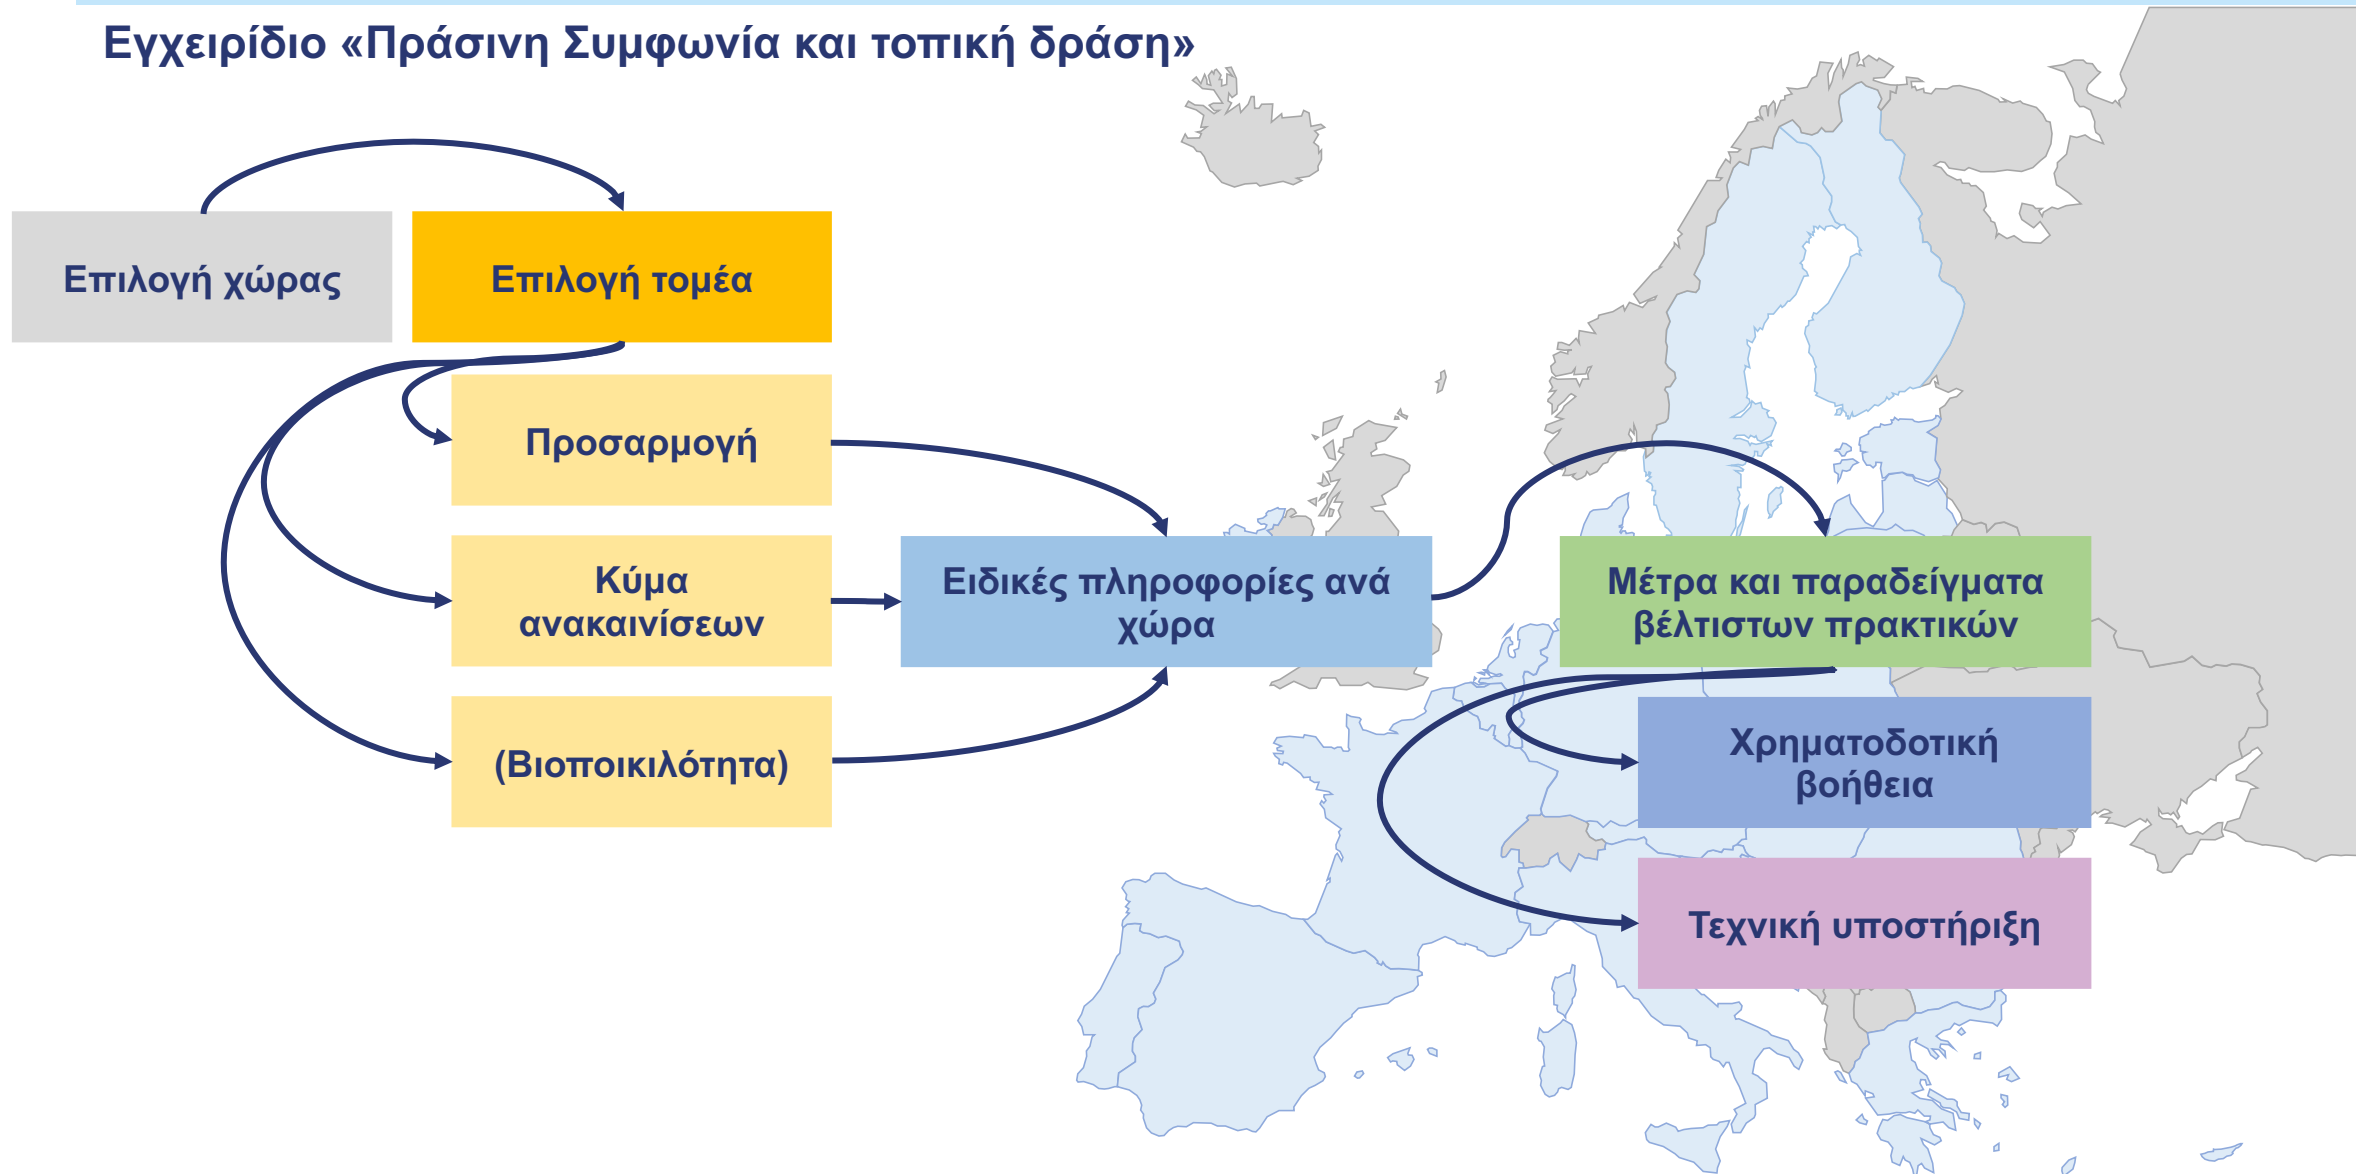 Εγχειρίδιο «Πράσινη Συμφωνία και τοπική δράση»
Επιλογή χώρας
Επιλογή τομέα
Προσαρμογή
Κύμα
ανακαινίσεων
(Βιοποικιλότητα)
Ειδικές πληροφορίες ανά
χώρα
Μέτρα και παραδείγματα
βέλτιστων πρακτικών
Χρηματοδοτική
βοήθεια
Τεχνική υποστήριξη